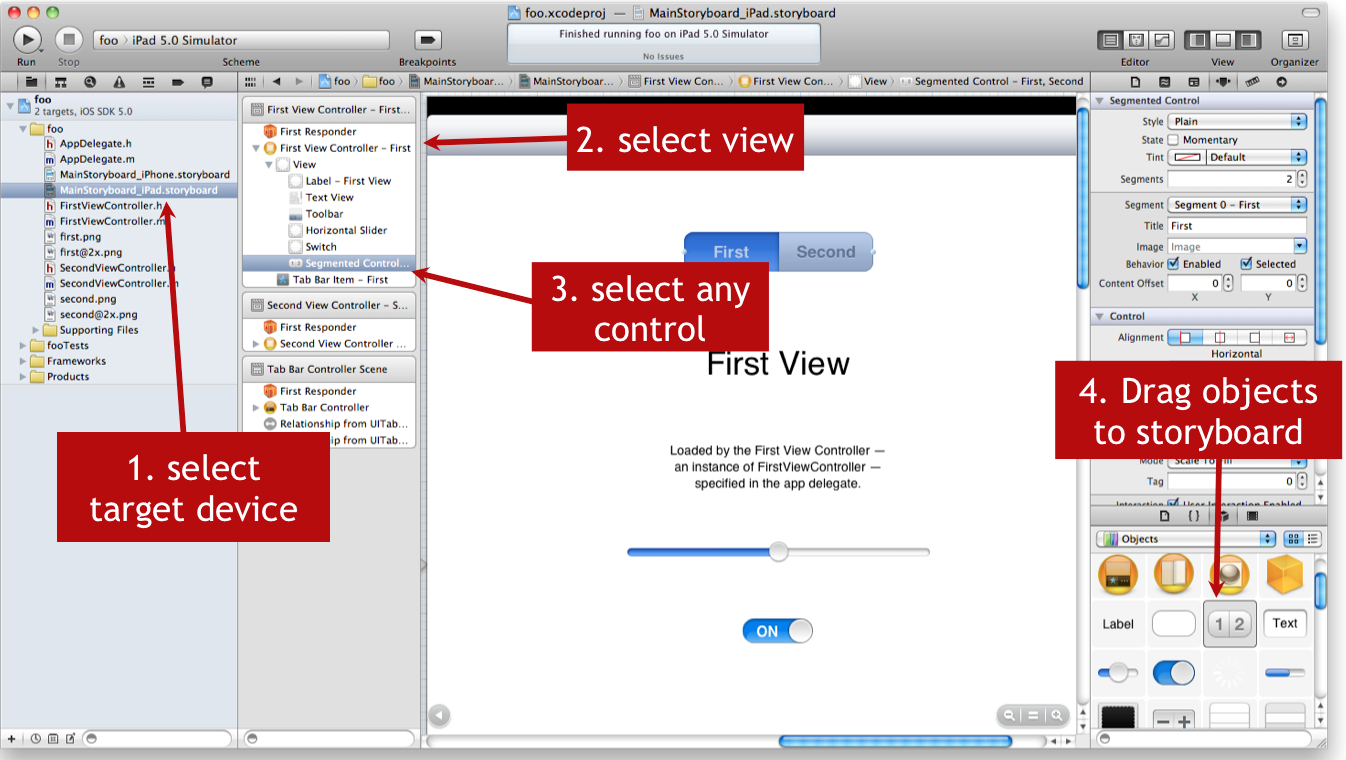 foo.xcodeproj — MainStoryboard_iPad.storyboard
foo › iPad 5.0 Simulator
Finished running foo on iPad 5.0 Simulator
No Issues
Run Stop Scheme Breakpoints Editor View Organizer
foo › foo › MainStoryboar... › MainStoryboar... › First View Con... › First View Con... › View › Segmented Control – First, Second
foo
2 targets, iOS SDK 5.0
foo
AppDelegate.h
AppDelegate.m
MainStoryboard_iPhone.storyboard
MainStoryboard_iPad.storyboard
FirstViewController.h
FirstViewController.m
first.png
first@2x.png
SecondViewController.h
SecondViewController.m
second.png
second@2x.png
Supporting Files
fooTests
Frameworks
Products
1. select
target device
First View Controller – First...
First Responder
First View Controller – First
View
Label – First View
Text View
Toolbar
Horizontal Slider
Switch
Segmented Control...
Tab Bar Item – First
Second View Controller – S...
First Responder
Second View Controller ...
Tab Bar Controller Scene
First Responder
Tab Bar Controller
Relationship from UITab...
ip from UITab...
2. select view
First Second
3. select any
control
First View
Loaded by the First View Controller —
an instance of FirstViewController —
specified in the app delegate.
ON
Segmented Control
Style Plain
State Momentary
Tint Default
Segments 2
Segment Segment 0 – First
Title First
Image Image
Behavior Enabled Selected
Content Offset 0 0
X Y
Control
Alignment
Horizontal
4. Drag objects
to storyboard
Mode Scale To Fill
Tag 0
Interaction User Interaction Enabled
{ }
Objects
Label 1 2 Text